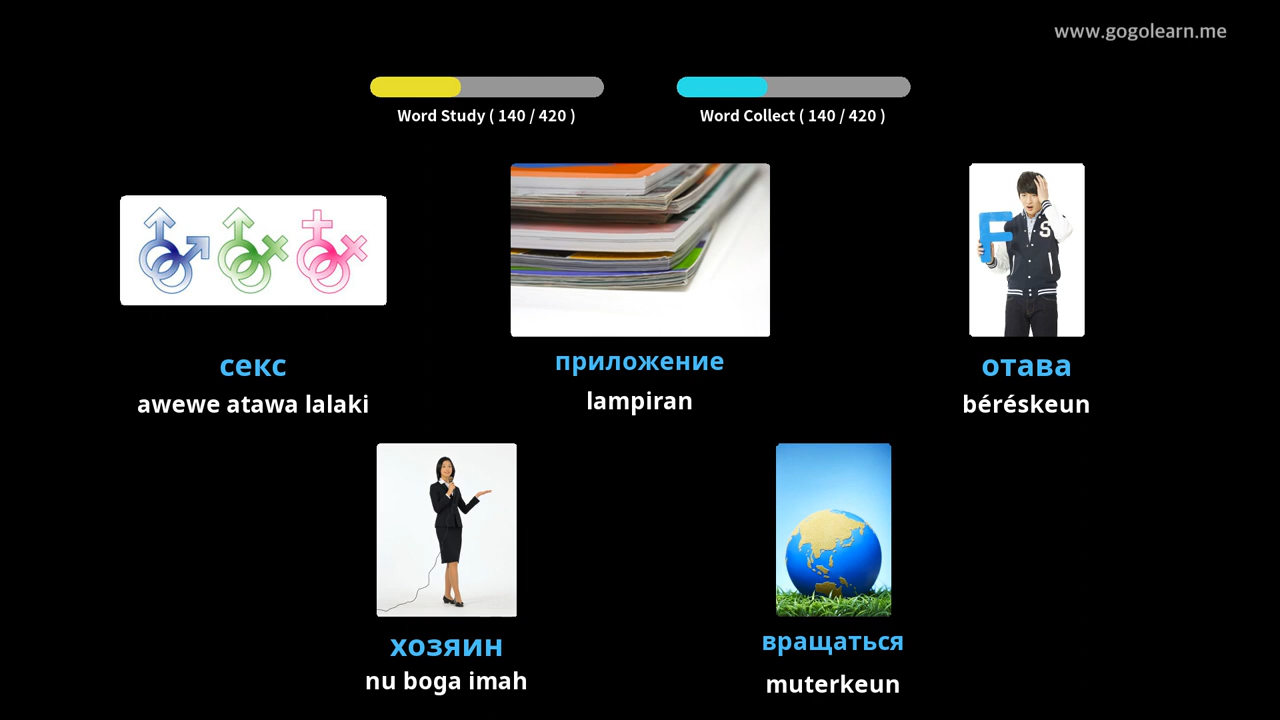 www.gogolearn.me
Word Study ( 140 / 420 )
Word Collect ( 140 / 420 )
S
F
секс
awewe atawa lalaki
приложение
lampiran
отава
béréskeun
хозяин
nu boga imah
вращаться
muterkeun